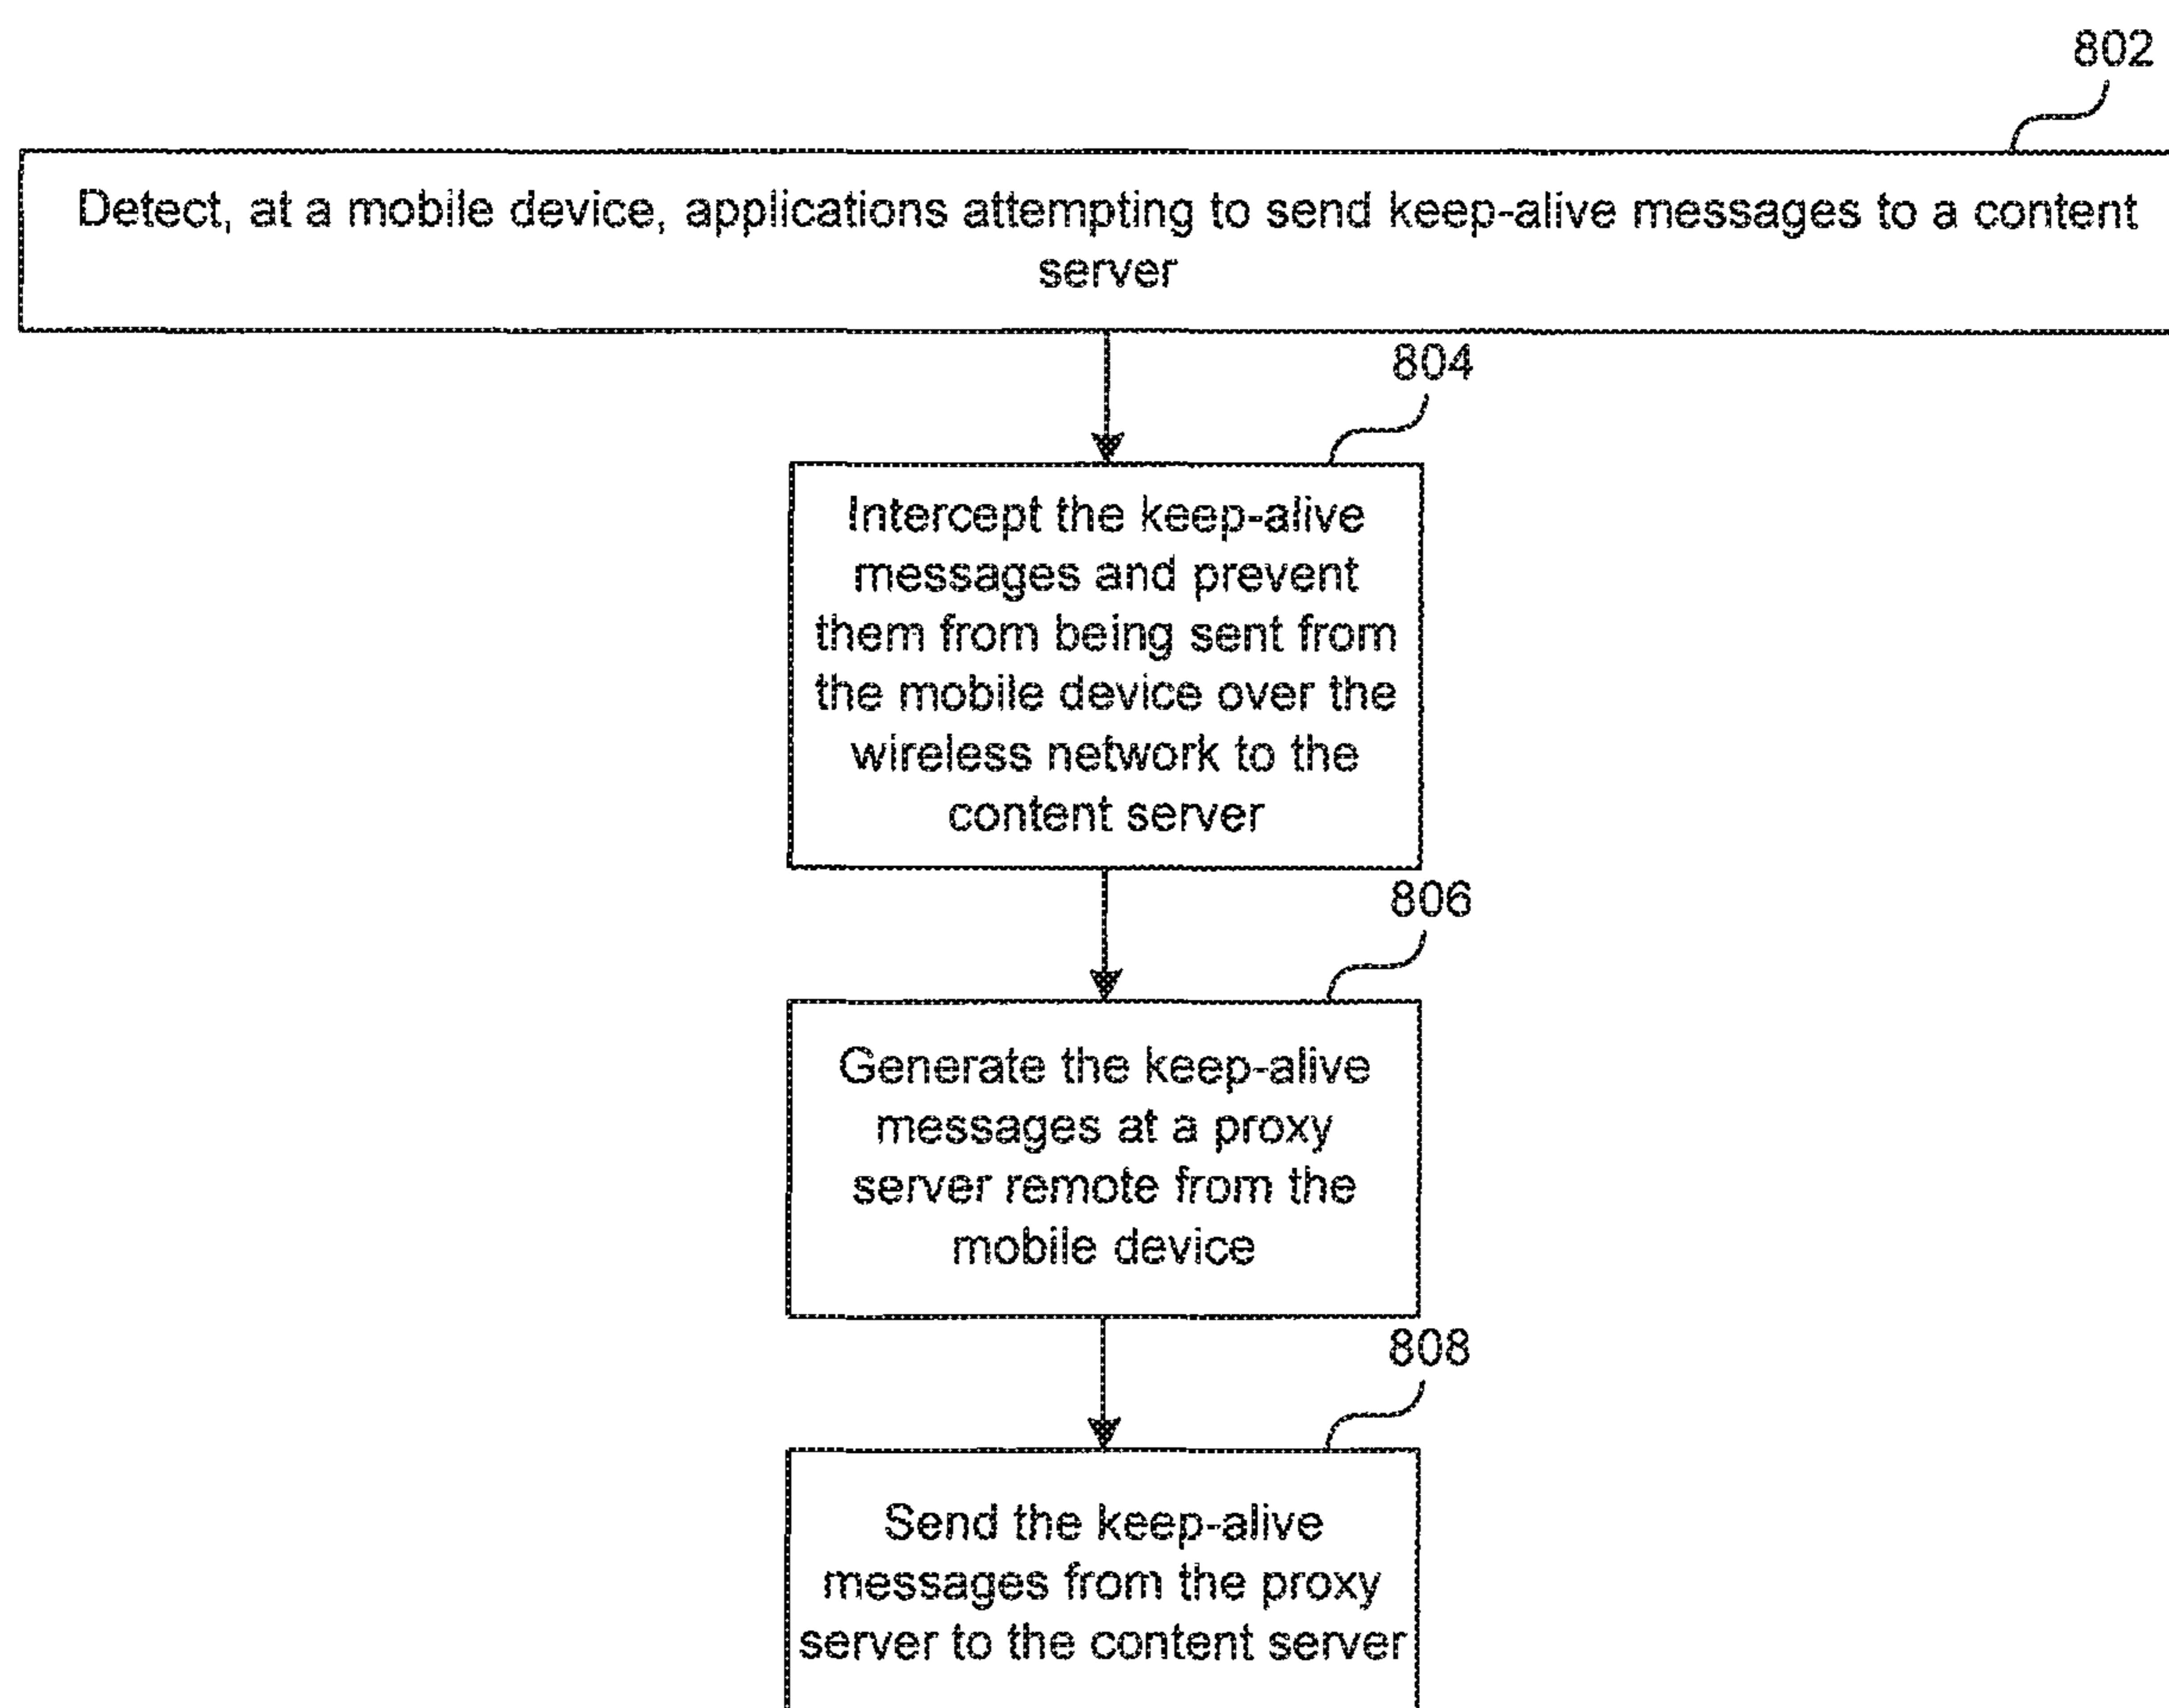 802
Detect, at a mobile device, applications attempting to send keep-alive messages to a content
server
804
Intercept the keep-alive
messages and prevent
them from being sent from
the mobile device over the
wireless network to the
content server
806
Generate the keep-alive
messages at a proxy
server remote from the
mobile device
808
Send the keep-alive
messages from the proxy
server to the content server